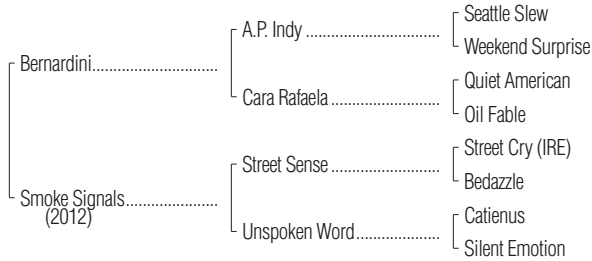 Seattle Slew
A.P. Indy ..............................
Weekend Surprise
Bernardini............................
Quiet American
Cara Rafaela ........................
Oil Fable
Street Cry (IRE)
Street Sense ........................
Bedazzle
Smoke Signals.....................
(2012)
Catienus
Unspoken Word..................
Silent Emotion